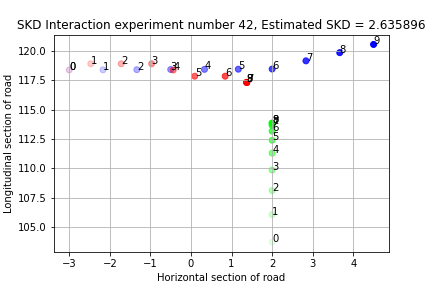 SKD Interaction experiment number 42, Estimated SKD = 2.635896
Longitudinal section of road
120.0
117.5
115.0
112.5
110.0
107.5
105.0
0 1 2 3 4 5 6 7 8 9
0 1 2 3 4 5 6
0
1
2
3
4
5
6
−3 −2 −1 0 1 2 3 4
Horizontal section of road